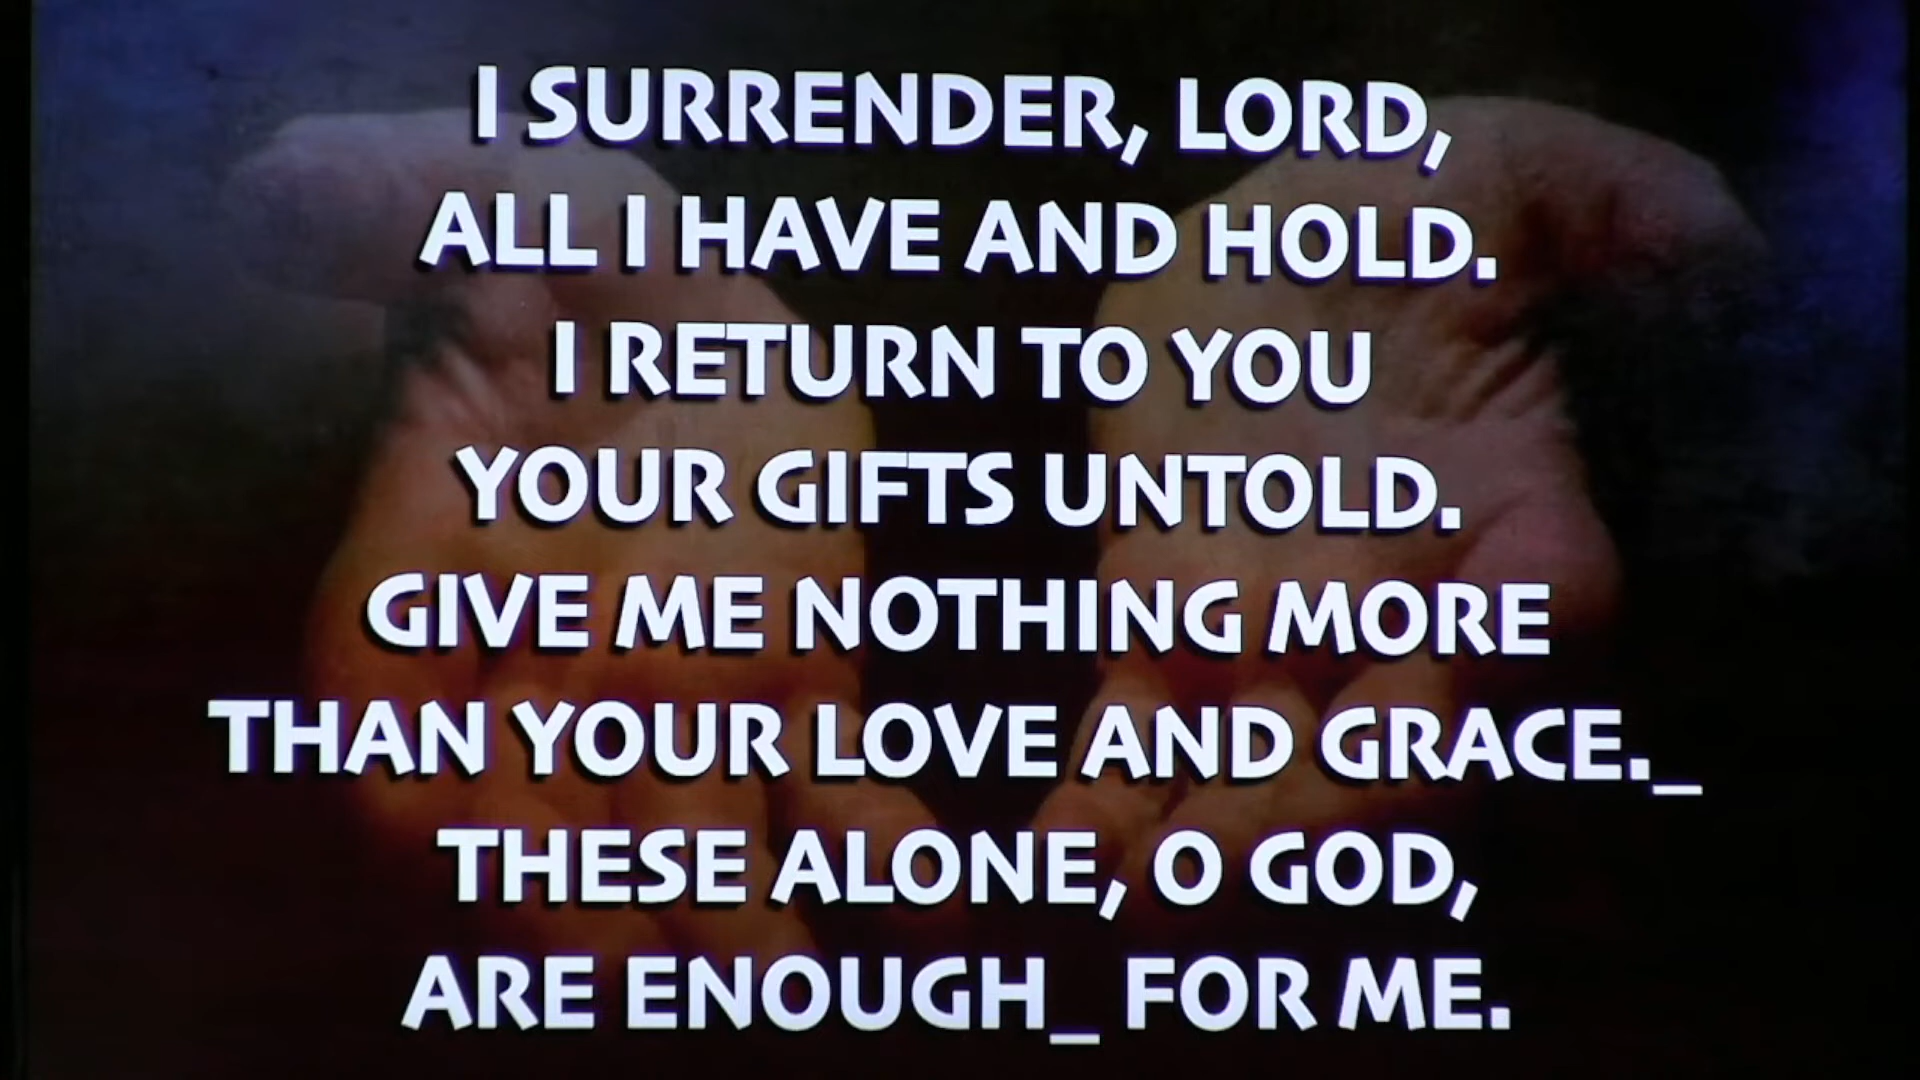 I SURRENDER, LORD,
ALL I HAVE AND HOLD.
I RETURN TO YOU
YOUR GIFTS UNTOLD.
GIVE ME NOTHING MORE
THAN YOUR LOVE AND GRACE._
THESE ALONE, O GOD,
ARE ENOUGH_ FOR ME.